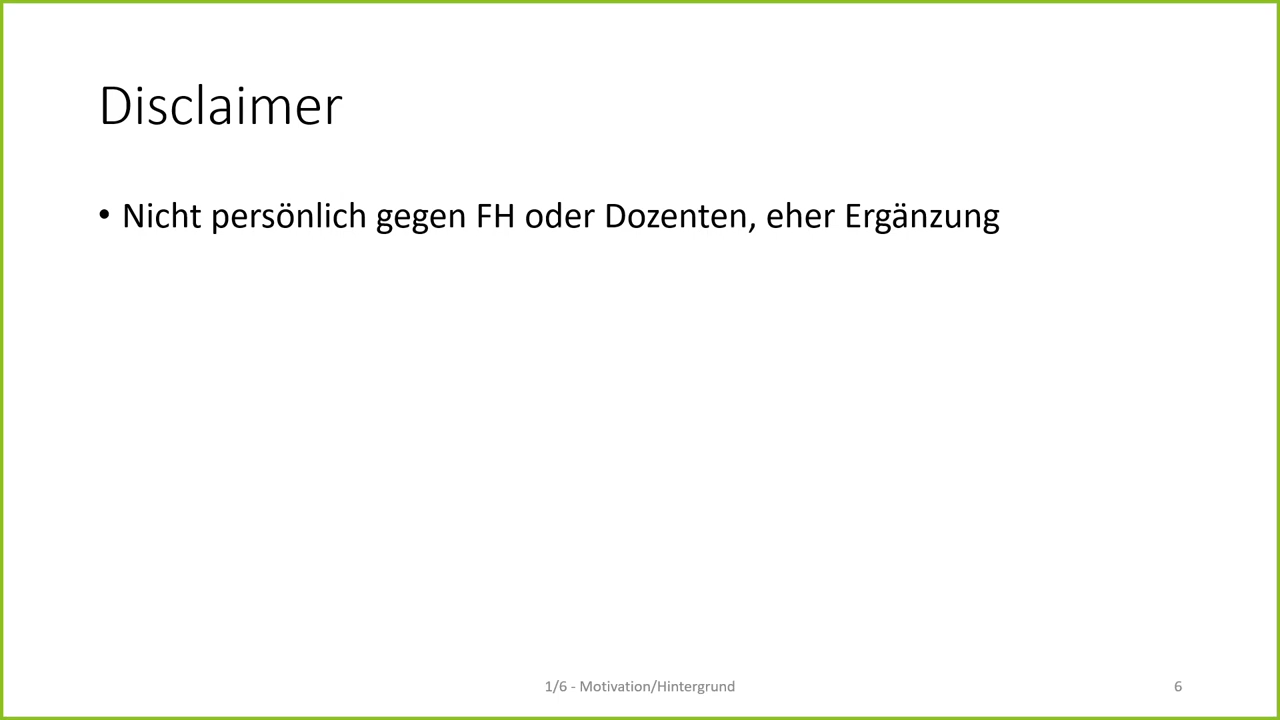 Disclaimer
• Nicht persönlich gegen FH oder Dozenten, eher Ergänzung
1/6 - Motivation/Hintergrund
6